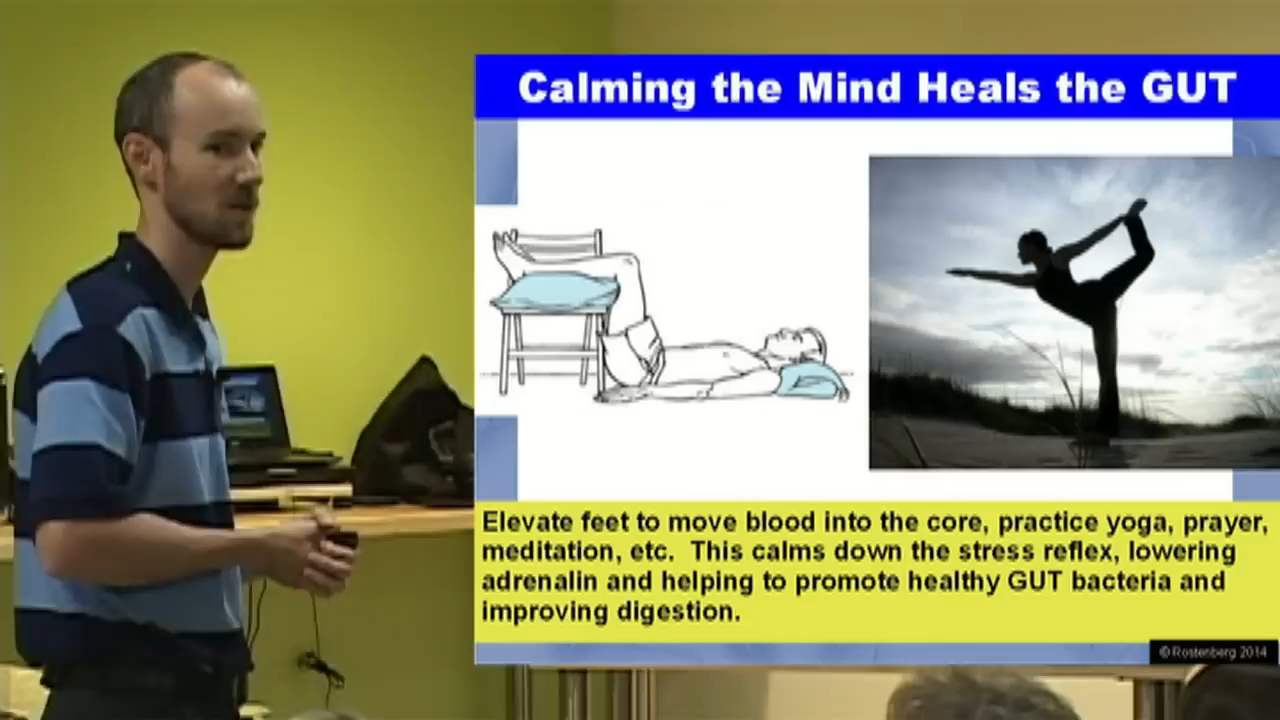 Calming the Mind Heals the GUT
Elevate feet to move blood into the core, practice yoga, prayer,
meditation, etc. This calms down the stress reflex, lowering
adrenalin and helping to promote healthy GUT bacteria and
improving digestion.
© Rostenberg 2014